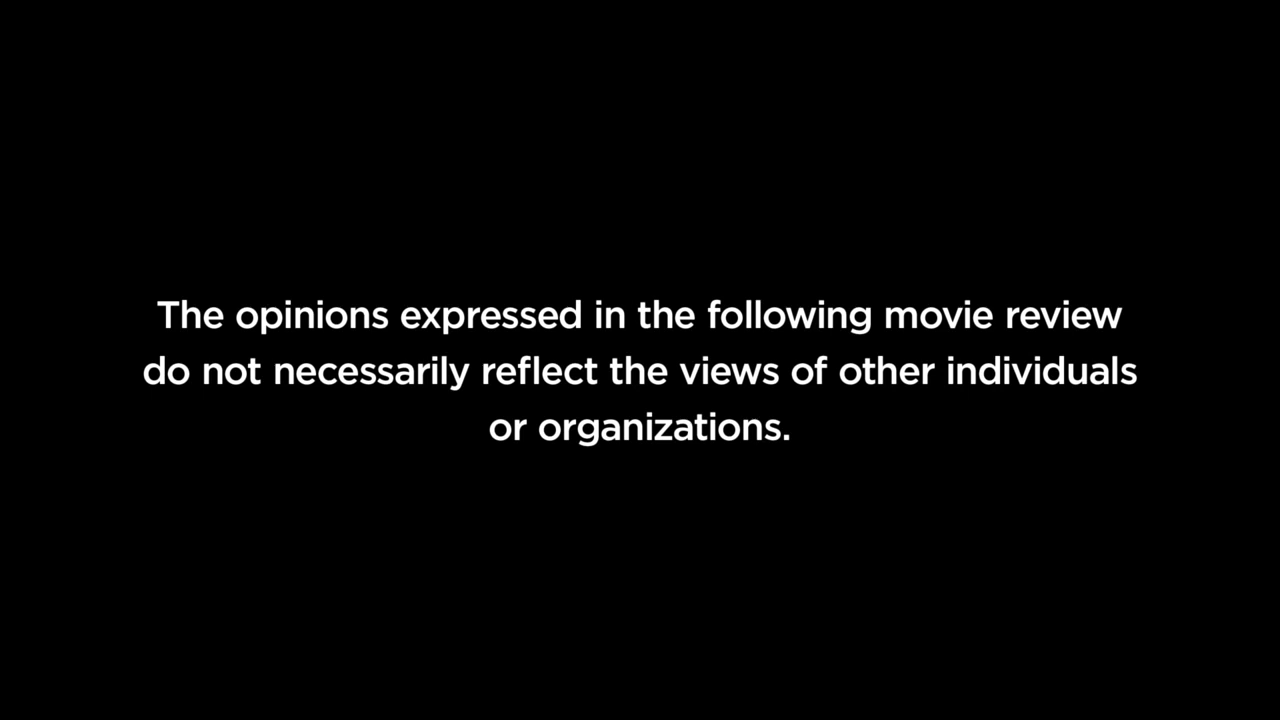 The opinions expressed in the following movie review
do not necessarily reflect the views of other individuals
or organizations.